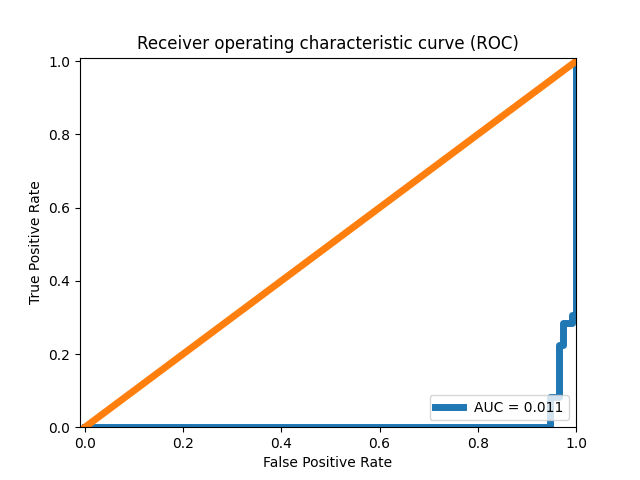 Receiver operating characteristic curve (ROC)
1.0
0.8
0.6
0.4
0.2
0.0
True Positive Rate
AUC = 0.011
0.0 0.2 0.4 0.6 0.8 1.0
False Positive Rate